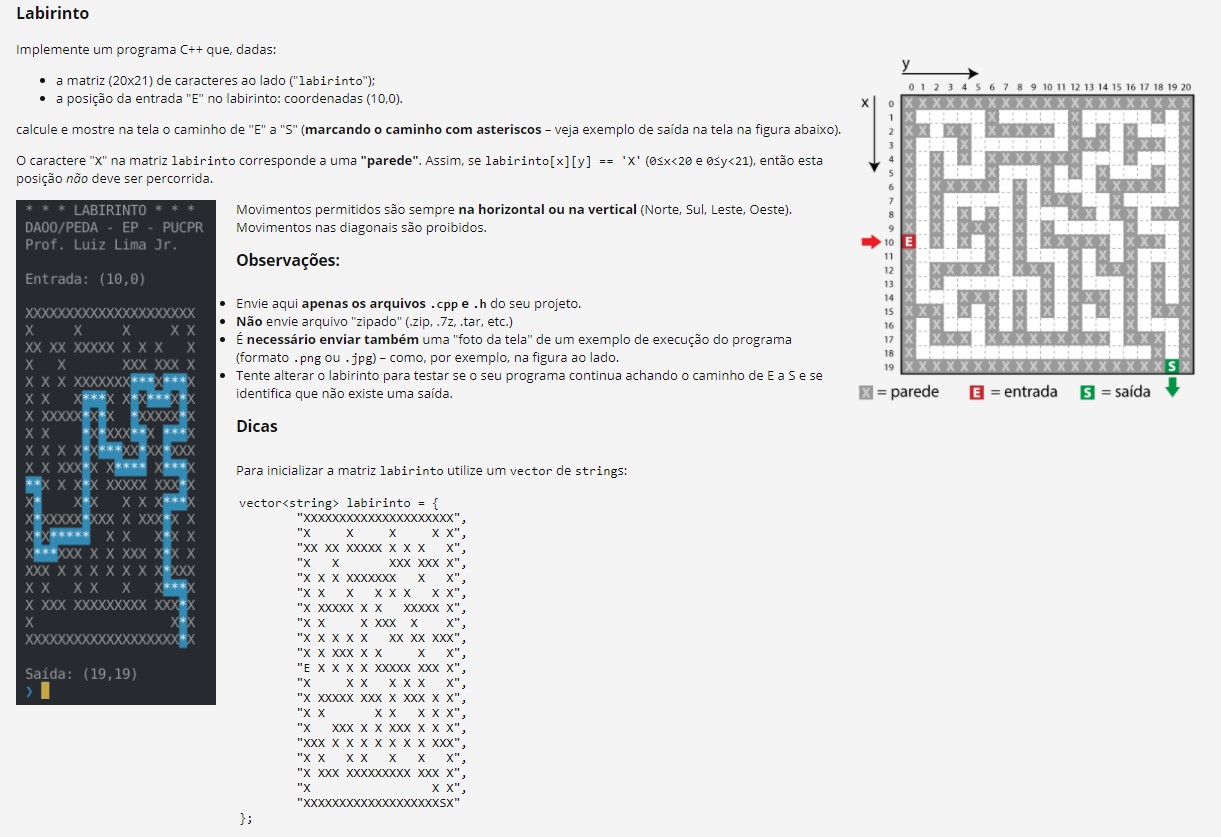 Labirinto
Implemente um programa C++ que, dadas:
• a matriz (20x21) de caracteres ao lado ("labirinto");
• a posição da entrada "E" no labirinto: coordenadas (10,0).
calcule e mostre na tela o caminho de "E" a "S" (marcando o caminho com asteriscos – veja exemplo de saída na tela na figura abaixo).
O caractere "X" na matriz labirinto corresponde a uma "parede". Assim, se labirinto[x][y] == 'X' (0≤x<20 e 0≤y<21), então esta
posição não deve ser percorrida.
y
0 1 2 3 4 5 6 7 8 9 10 11 12 13 14 15 16 17 18 19 20
x
0
1
2
3
4
5
6
7
8
9
10 E
11
12
13
14
15
16
17
18
19 S
X = parede E = entrada S = saída
* * * LABIRINTO * * *
DAOO/PEDA - EP - PUCPR
Prof. Luiz Lima Jr.
Entrada: (10,0)
XXXXXXXXXXXXXXXXXXXXX
X     X     X     X X
XX XX XXXXX X X X   X
X   X       XXX XXX X
Saída: (19,19)
❯
Movimentos permitidos são sempre na horizontal ou na vertical (Norte, Sul, Leste, Oeste).
Movimentos nas diagonais são proibidos.
Observações:
• Envie aqui apenas os arquivos .cpp e .h do seu projeto.
• Não envie arquivo "zipado" (.zip, .7z, .tar, etc.)
• É necessário enviar também uma "foto da tela" de um exemplo de execução do programa
(formato .png ou .jpg) – como, por exemplo, na figura ao lado.
• Tente alterar o labirinto para testar se o seu programa continua achando o caminho de E a S e se
identifica que não existe uma saída.
Dicas
Para inicializar a matriz labirinto utilize um vector de strings:
vector<string> labirinto = {
"XXXXXXXXXXXXXXXXXXXXX",
"X     X     X     X X",
"XX XX XXXXX X X X   X",
"X   X       XXX XXX X",
"X X X XXXXXXX   X   X",
"X X   X   X X X X   X",
"X XXXXX X X   XXXXX X",
"X X     X XXX  X    X",
"X X X X X   XX XX XXX",
"X X XXX X X     X   X",
"E X X X X XXXXX XXX X",
"X     X X   X X X   X",
"X XXXXX XXX X XXX X X",
"X X       X X   X X X",
"X   XXX X X XXX X X X",
"XXX X X X X X X X XXX",
"X X   X X   X   X   X",
"X XXX XXXXXXXXX XXX X",
"X                 X X",
"XXXXXXXXXXXXXXXXXXXSX"
};